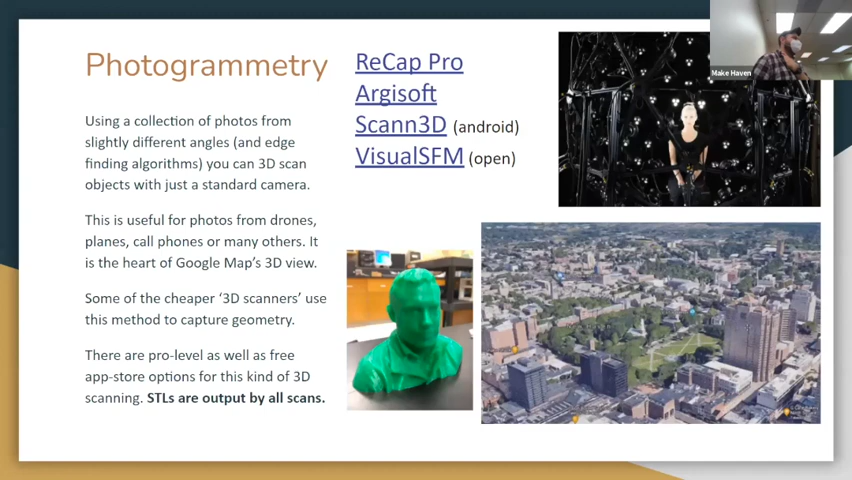 Photogrammetry
Using a collection of photos from
slightly different angles (and edge
finding algorithms) you can 3D scan
objects with just a standard camera.
This is useful for photos from drones,
planes, call phones or many others. It
is the heart of Google Map's 3D view.
Some of the cheaper ‘3D scanners’ use
this method to capture geometry.
There are pro-level as well as free
app-store options for this kind of 3D
scanning. STLs are output by all scans.
ReCap Pro
Argisoft
Scann3D (android)
VisualSFM (open)
Make Haven